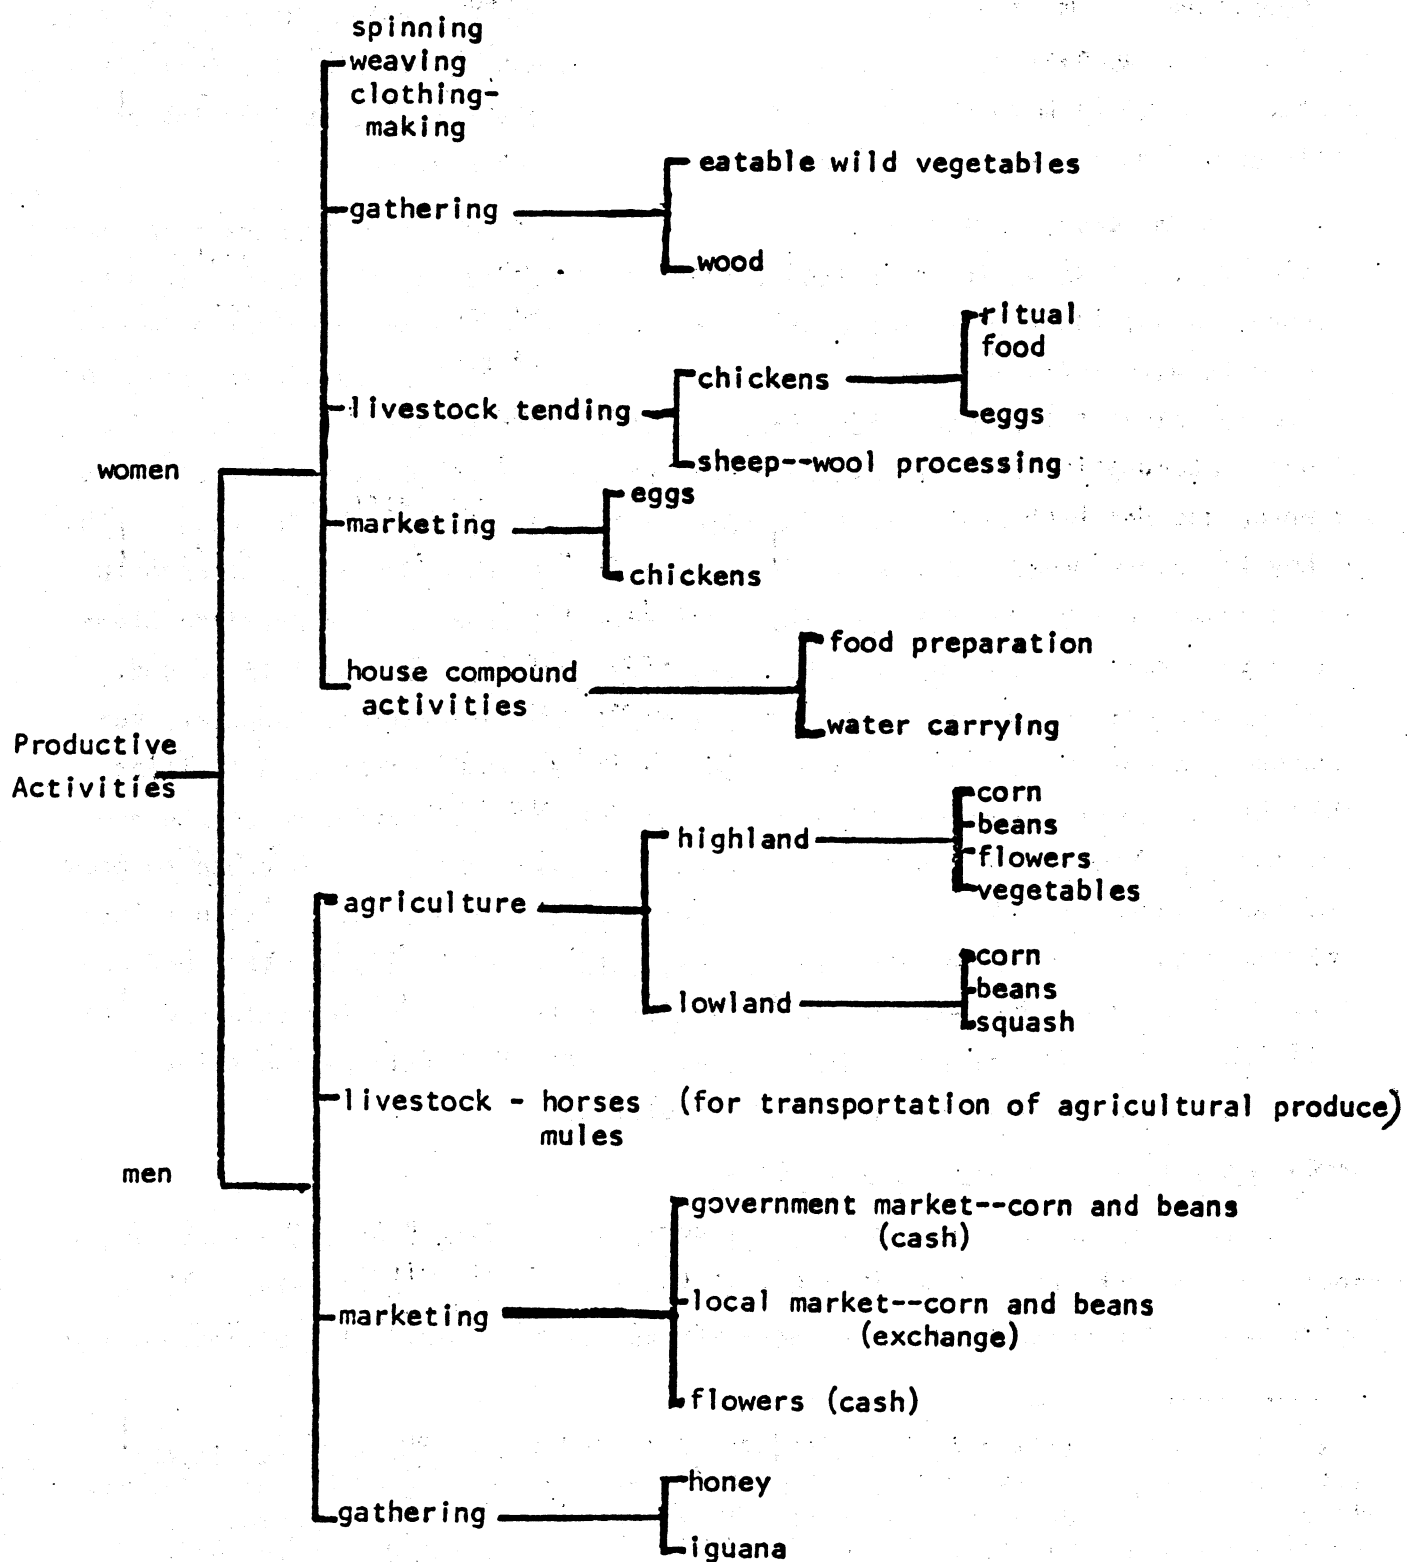 spinning
weaving
clothing-
making
eatable wild vegetables
gathering
wood
ritual
food
chickens
livestock tending
eggs
women
sheep--wool processing
eggs
marketing
chickens
food preparation
house compound
activities
water carrying
Productive
Activities
corn
beans
highland
flowers
vegetables
agriculture
corn
beans
lowland
squash
livestock - horses (for transportation of agricultural produce)
mules
men
government market--corn and beans
(cash)
local market--corn and beans
marketing
(exchange)
flowers (cash)
honey
gathering
iguana